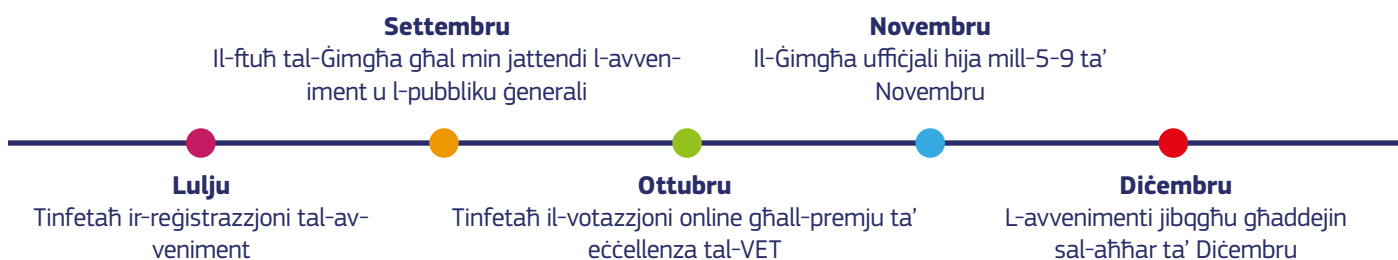 Settembru
Il-ftuħ tal-Ġimgħa għal min jattendi l-avven-
iment u l-pubbliku ġenerali
Novembru
Il-Ġimgħa uffiċjali hija mill-5-9 ta’
Novembru
Lulju
Tinfetaħ ir-reġistrazzjoni tal-av-
veniment
Ottubru
Tinfetaħ il-votazzjoni online għall-premju ta’
eċċellenza tal-VET
Diċembru
L-avvenimenti jibqgħu għaddejin
sal-aħħar ta’ Diċembru